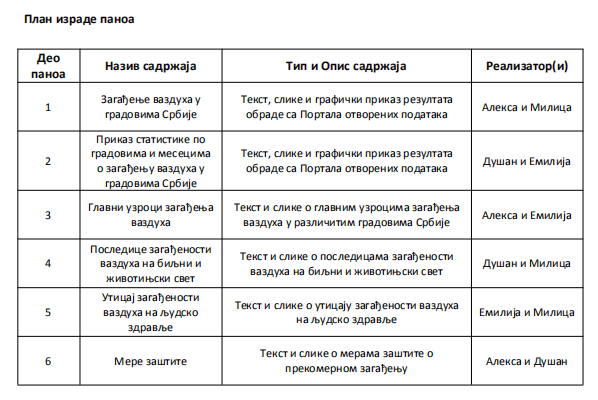 План израде паноа
Део паноа | Назив садржаја | Тип и Опис садржаја | Реализатор(и)
1 | Загађење ваздуха у градовима Србије | Текст, слике и графички приказ резултата обраде са Портала отворених података | Алекса и Милица
2 | Приказ статистике по градовима и месецима о загађењу ваздуха у градовима Србије | Текст, слике и графички приказ резултата обраде са Портала отворених података | Душан и Емилија
3 | Главни узроци загађења ваздуха | Текст и слике о главним узроцима загађења ваздуха у различитим градовима Србије | Алекса и Емилија
4 | Последице загађености ваздуха на биљни и животињски свет | Текст и слике о последицама загађености ваздуха на биљни и животињски свет | Душан и Милица
5 | Утицај загађености ваздуха на људско здравље | Текст и слике о утицају загађености ваздуха на људско здравље | Емилија и Милица
6 | Мере заштите | Текст и слике о мерама заштите о прекомерном загађењу | Алекса и Душан